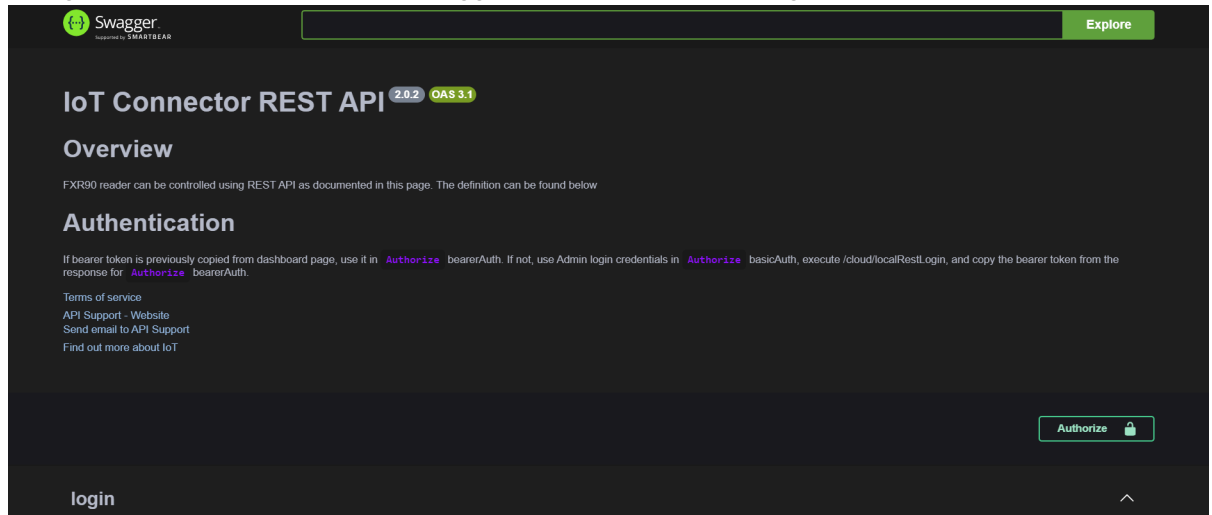 Swagger.
Supported by SMARTBEAR
Explore
IoT Connector REST API 2.0.2 OAS 3.1
Overview
FXR90 reader can be controlled using REST API as documented in this page. The definition can be found below
Authentication
If bearer token is previously copied from dashboard page, use it in Authorize bearerAuth. If not, use Admin login credentials in Authorize basicAuth, execute /cloud/localRestLogin, and copy the bearer token from the
response for Authorize bearerAuth.
Terms of service
API Support - Website
Send email to API Support
Find out more about IoT
Authorize
login